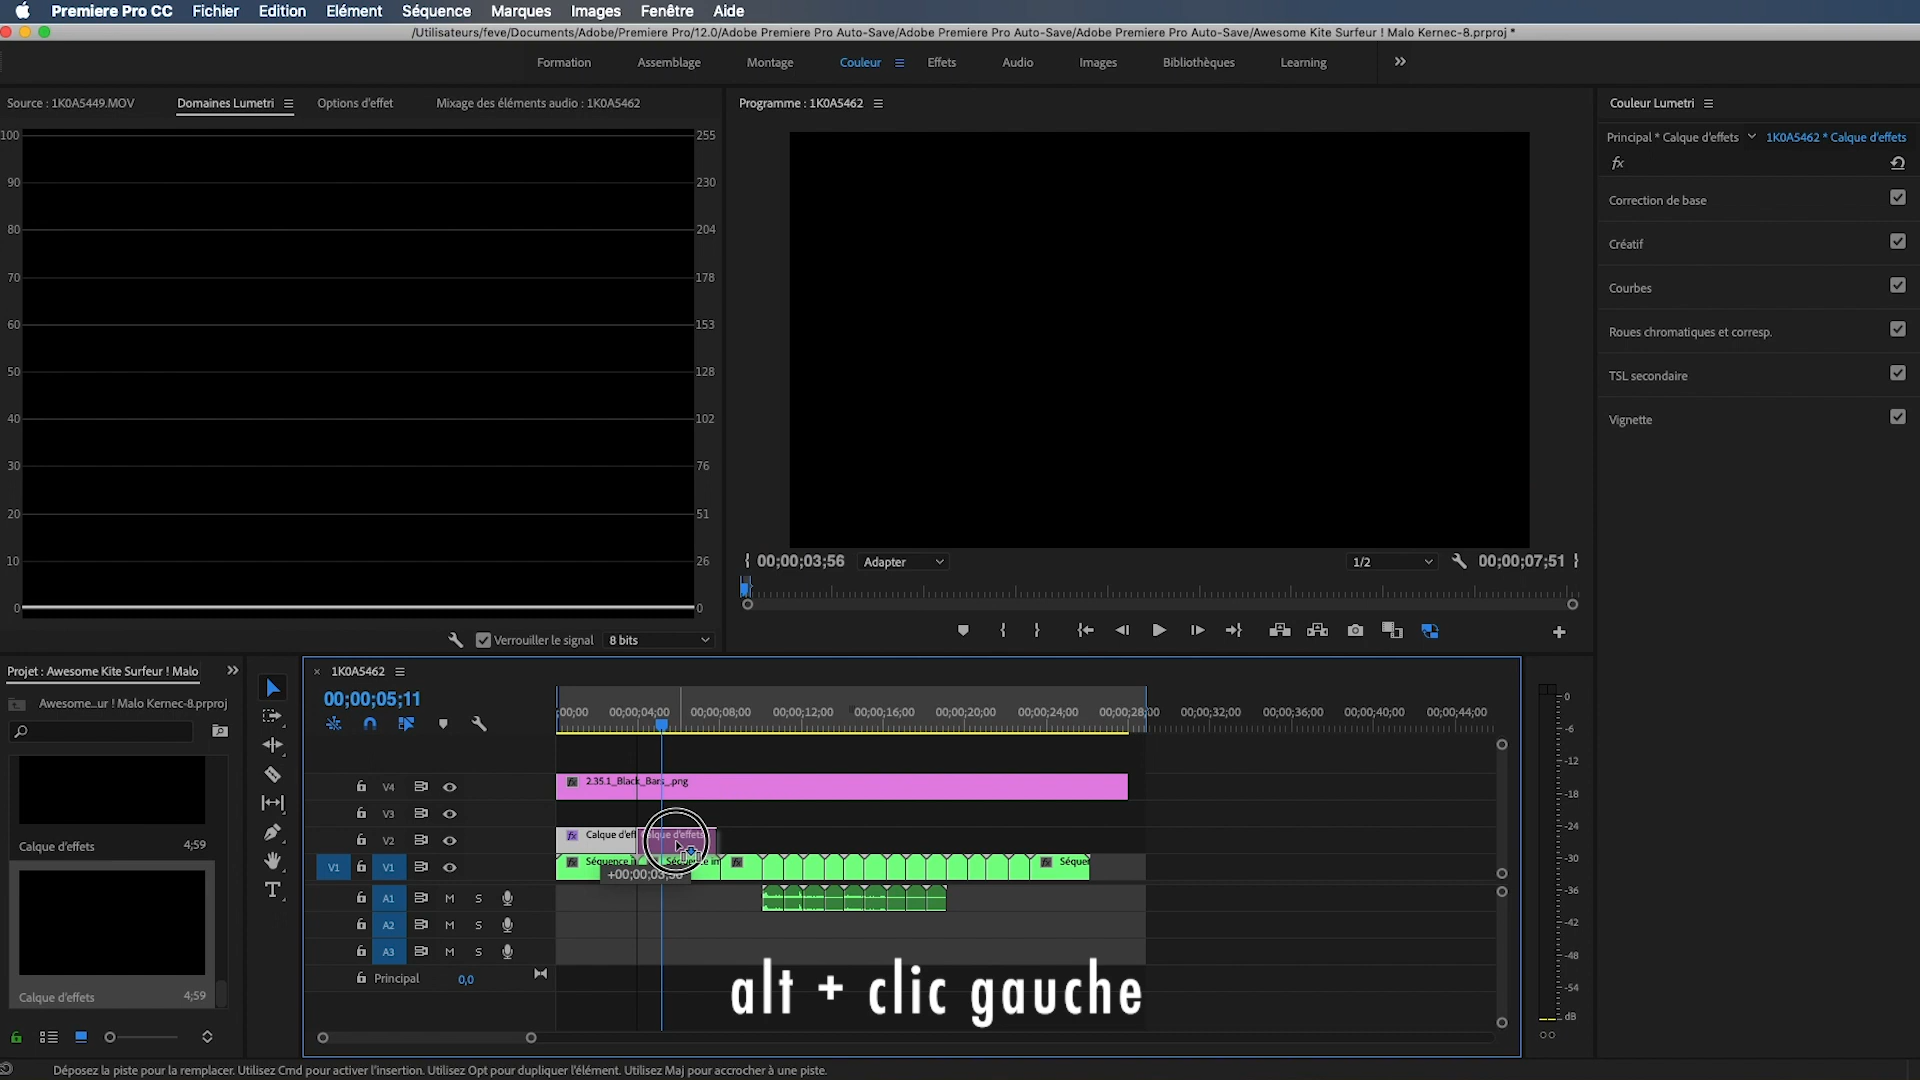 Premiere Pro CC Fichier Edition Elément Séquence Marques Images Fenêtre Aide
/Utilisateurs/feve/Documents/Adobe/Premiere Pro/12.0/Adobe Premiere Pro Auto-Save/Adobe Premiere Pro Auto-Save/Adobe Premiere Pro Auto-Save/Awesome Kite Surfeur ! Malo Kernec-8.prproj *
Formation Assemblage Montage Couleur Effets Audio Images Bibliothèques Learning
Source : 1K0A5449.MOV Domaines Lumetri Options d'effet Mixage des éléments audio : 1K0A5462
Programme : 1K0A5462
Couleur Lumetri
Principal * Calque d'effets 1K0A5462 * Calque d'effets
fx
Correction de base
Créatif
Courbes
Roues chromatiques et corresp.
TSL secondaire
Vignette
100 255
90 230
80 204
70 178
60 153
50 128
40 102
30 76
20 51
10 26
0 0
Verrouiller le signal 8 bits
00;00;03;56 Adapter 1/2 00;00;07;51
Projet : Awesome Kite Surfeur ! Malo
Awesome...ur ! Malo Kernec-8.prproj
Calque d'effets 4;59
Calque d'effets 4;59
1K0A5462
00;00;05;11
;00;00 00;00;04;00 00;00;08;00 00;00;12;00 00;00;16;00 00;00;20;00 00;00;24;00 00;00;28;00 00;00;32;00 00;00;36;00 00;00;40;00 00;00;44;00
V4 fx 2.35.1_Black_Bars_.png
V3
V2 fx Calque d'eff Calque d'effets
V1 V1 fx Séquence i Séquence im fx fx Séquen
+00;00;03;56
A1 M S
A2 M S
A3 M S
Principal 0,0
alt + clic gauche
0
-6
-12
-18
-24
-30
-36
-42
-48
-54
dB
Déposez la piste pour la remplacer. Utilisez Cmd pour activer l'insertion. Utilisez Opt pour dupliquer l'élément. Utilisez Maj pour accrocher à une piste.